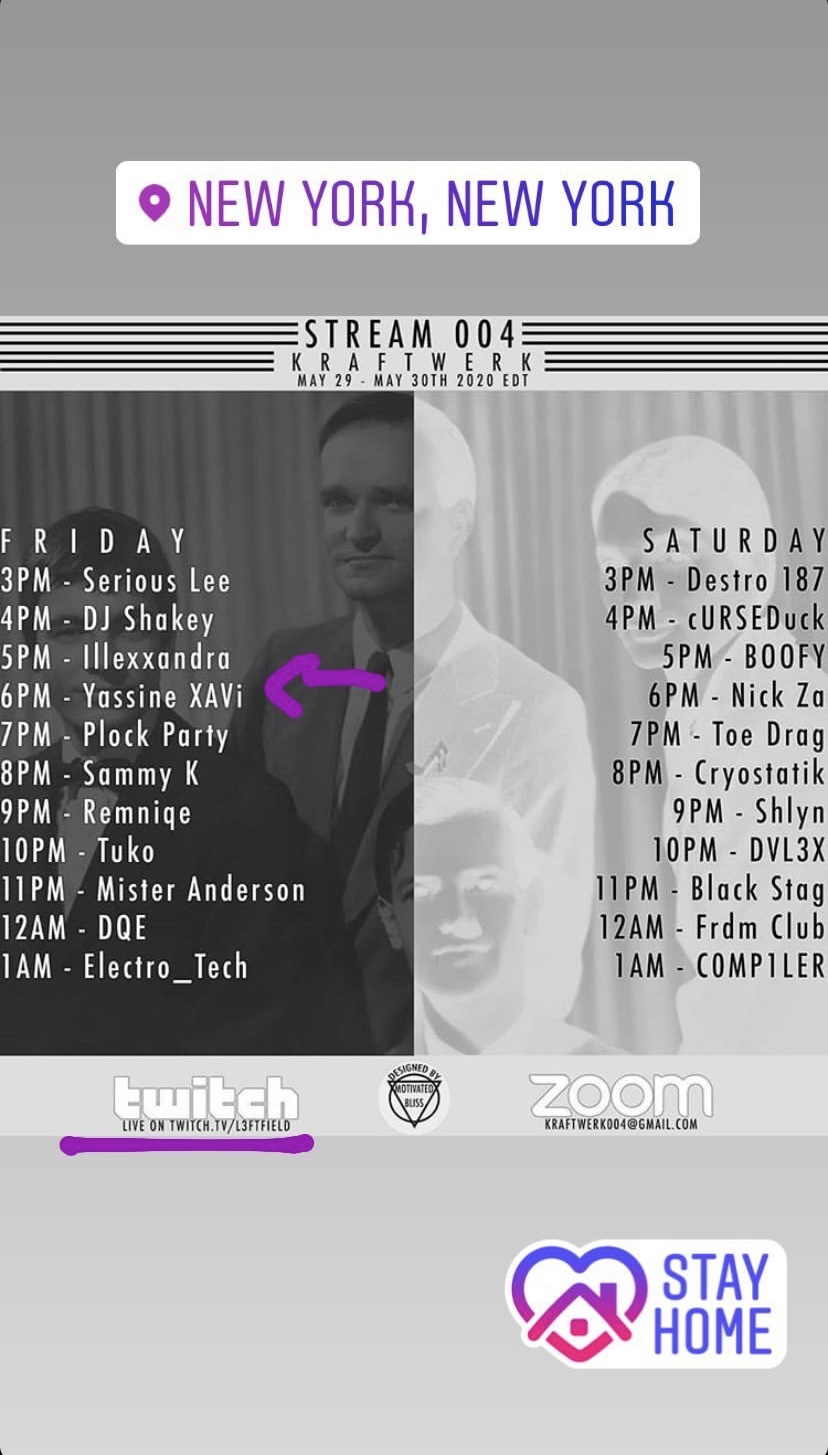 NEW YORK, NEW YORK
STREAM 004
KRAFTWERK
MAY 29 - MAY 30TH 2020 EDT
FRIDAY
3PM - Serious Lee
4PM - DJ Shakey
5PM - Illexxandra
6PM - Yassine XAVi
7PM - Plock Party
8PM - Sammy K
9PM - Remniqe
10PM - Tuko
11PM - Mister Anderson
12AM - DQE
1AM - Electro_Tech
SATURDAY
3PM - Destro 187
4PM - cURSEDuck
5PM - BOOFY
6PM - Nick Za
7PM - Toe Drag
8PM - Cryostatik
9PM - Shlyn
10PM - DVL3X
11PM - Black Stag
12AM - Frdm Club
1AM - C0MP1LER
twitch
LIVE ON TWITCH.TV/L3FTFIELD
DESIGNED BY
MOTIVATED
BLISS
zoom
KRAFTWERK004@GMAIL.COM
STAY
HOME